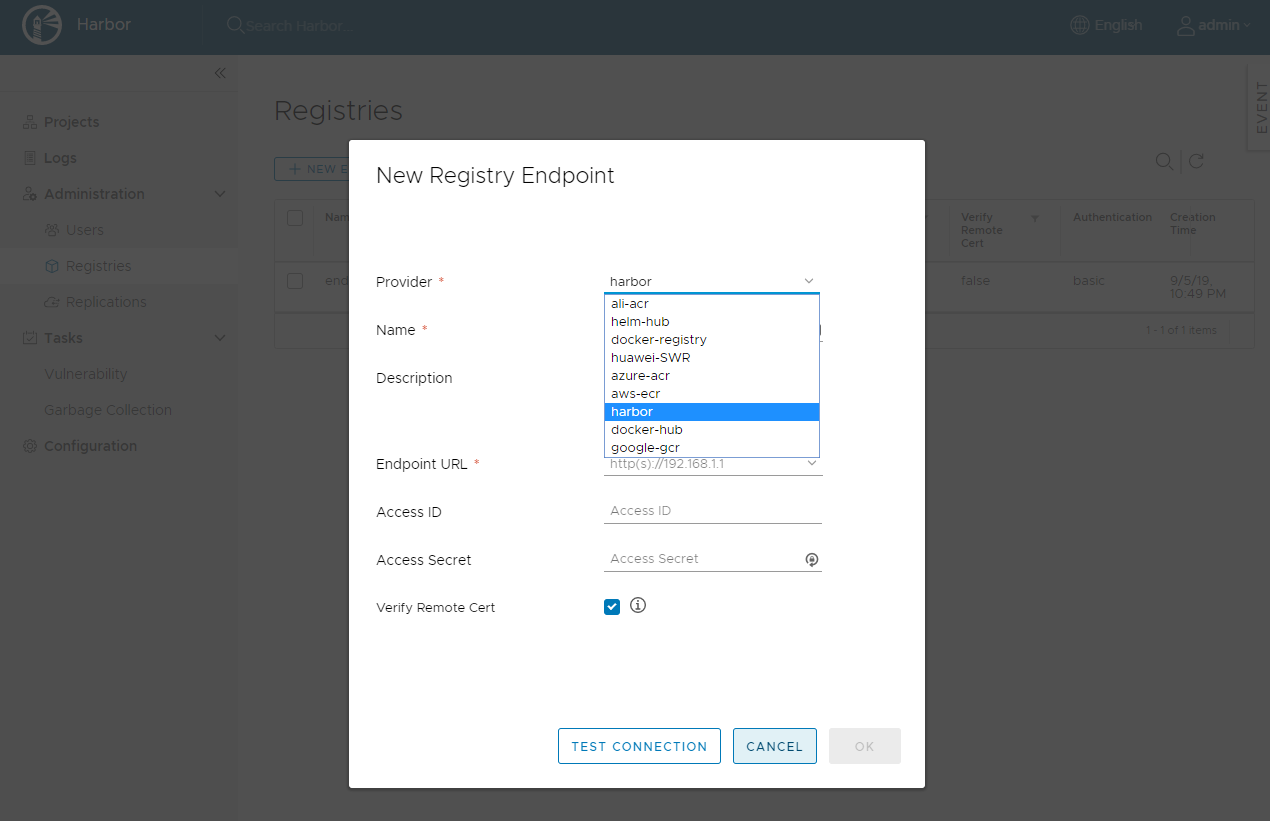 Harbor
Search Harbor...
English
admin
EVENT
Projects
Logs
Administration
Users
Registries
Replications
Tasks
Vulnerability
Garbage Collection
Configuration
Registries
NEW
Verify Remote Cert
Authentication
Creation Time
false
basic
9/5/19, 10:49 PM
1 - 1 of 1 items
New Registry Endpoint
Provider *
harbor
ali-acr
helm-hub
docker-registry
huawei-SWR
azure-acr
aws-ecr
harbor
docker-hub
google-gcr
Name *
Description
Endpoint URL *
http(s)://192.168.1.1
Access ID
Access ID
Access Secret
Access Secret
Verify Remote Cert
TEST CONNECTION
CANCEL
OK